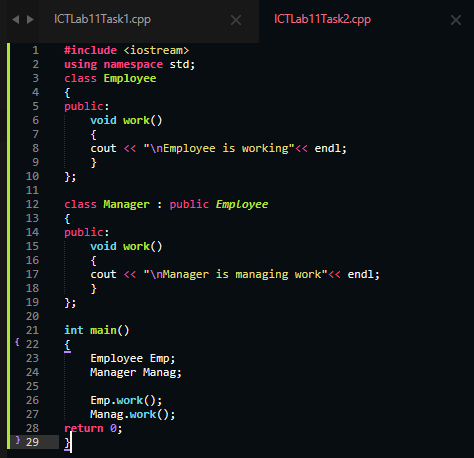 ICTLab11Task1.cpp
ICTLab11Task2.cpp
1 #include <iostream>
2 using namespace std;
3 class Employee
4 {
5 public:
6     void work()
7     {
8     cout << "\nEmployee is working"<< endl;
9     }
10 };
11
12 class Manager : public Employee
13 {
14 public:
15     void work()
16     {
17     cout << "\nManager is managing work"<< endl;
18     }
19 };
20
21 int main()
22 {
23     Employee Emp;
24     Manager Manag;
25
26     Emp.work();
27     Manag.work();
28 return 0;
29 }